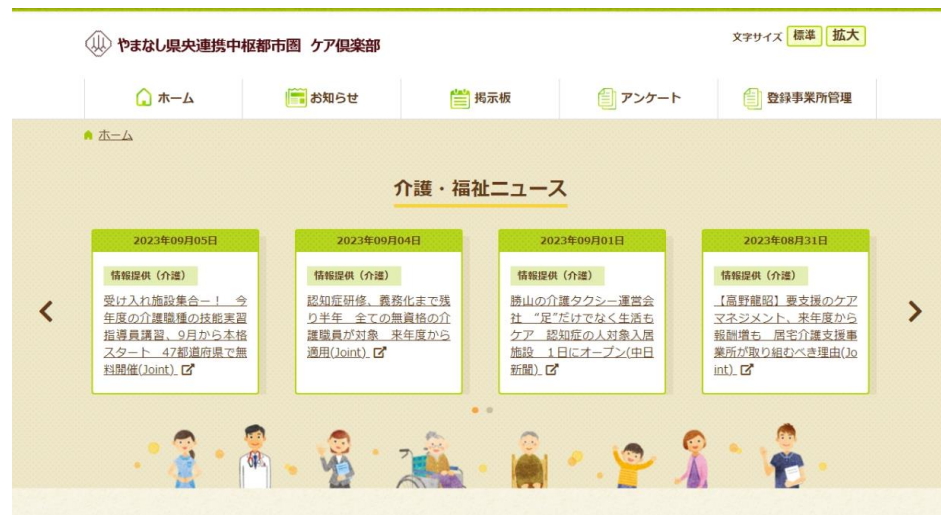 やまなし県央連携中枢都市圏 ケア倶楽部
文字サイズ 標準 拡大
ホーム お知らせ 掲示板 アンケート 登録事業所管理
ホーム
介護・福祉ニュース
2023年09月05日
情報提供（介護）
受け入れ施設集合ー！　今
年度の介護職種の技能実習
指導員講習、9月から本格
スタート　47都道府県で無
料開催(Joint)
2023年09月04日
情報提供（介護）
認知症研修、義務化まで残
り半年　全ての無資格の介
護職員が対象　来年度から
適用(Joint)
2023年09月01日
情報提供（介護）
勝山の介護タクシー運営会
社　“足”だけでなく生活も
ケア　認知症の人対象入居
施設　１日にオープン(中日
新聞)
2023年08月31日
情報提供（介護）
【高野龍昭】要支援のケア
マネジメント、来年度から
報酬増も　居宅介護支援事
業所が取り組むべき理由(Jo
int)